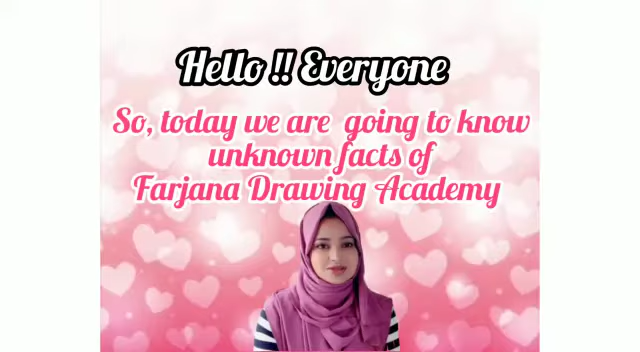 Hello !! Everyone
So, today we are going to know
unknown facts of
Farjana Drawing Academy